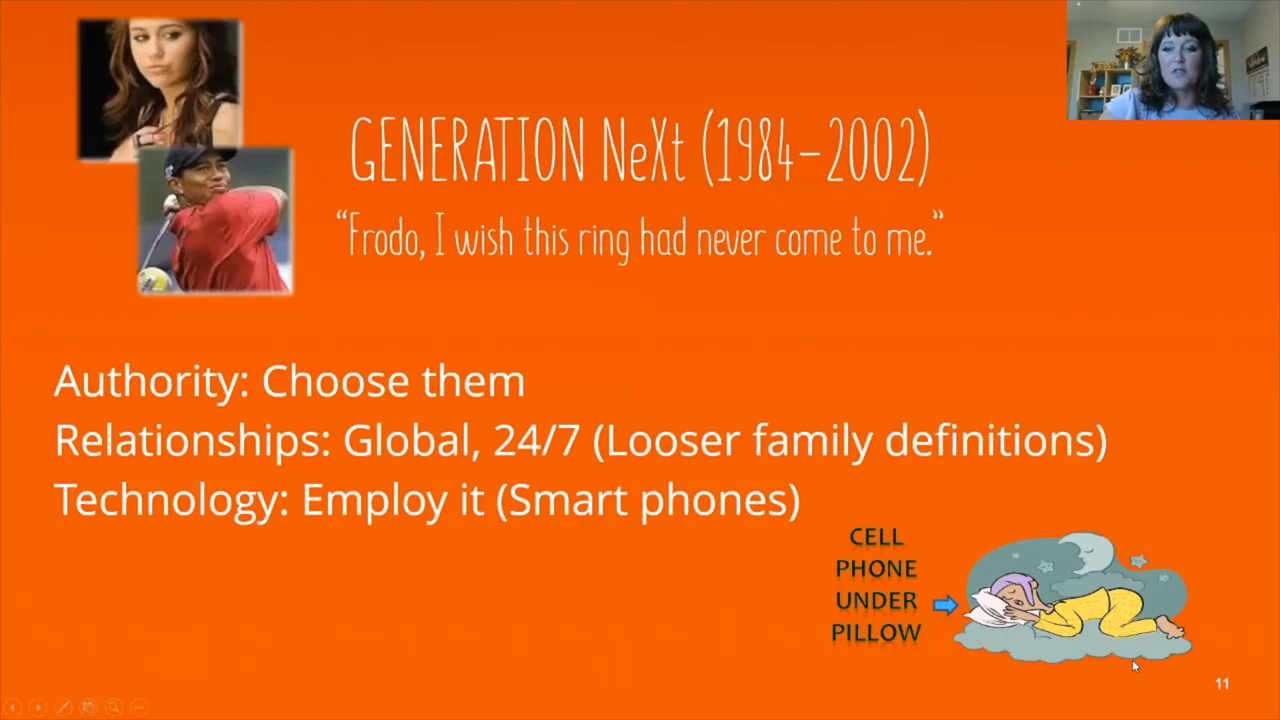 GENERATION NeXt (1984–2002)
“Frodo, I wish this ring had never come to me.”
Authority: Choose them
Relationships: Global, 24/7 (Looser family definitions)
Technology: Employ it (Smart phones)
CELL
PHONE
UNDER
PILLOW
11